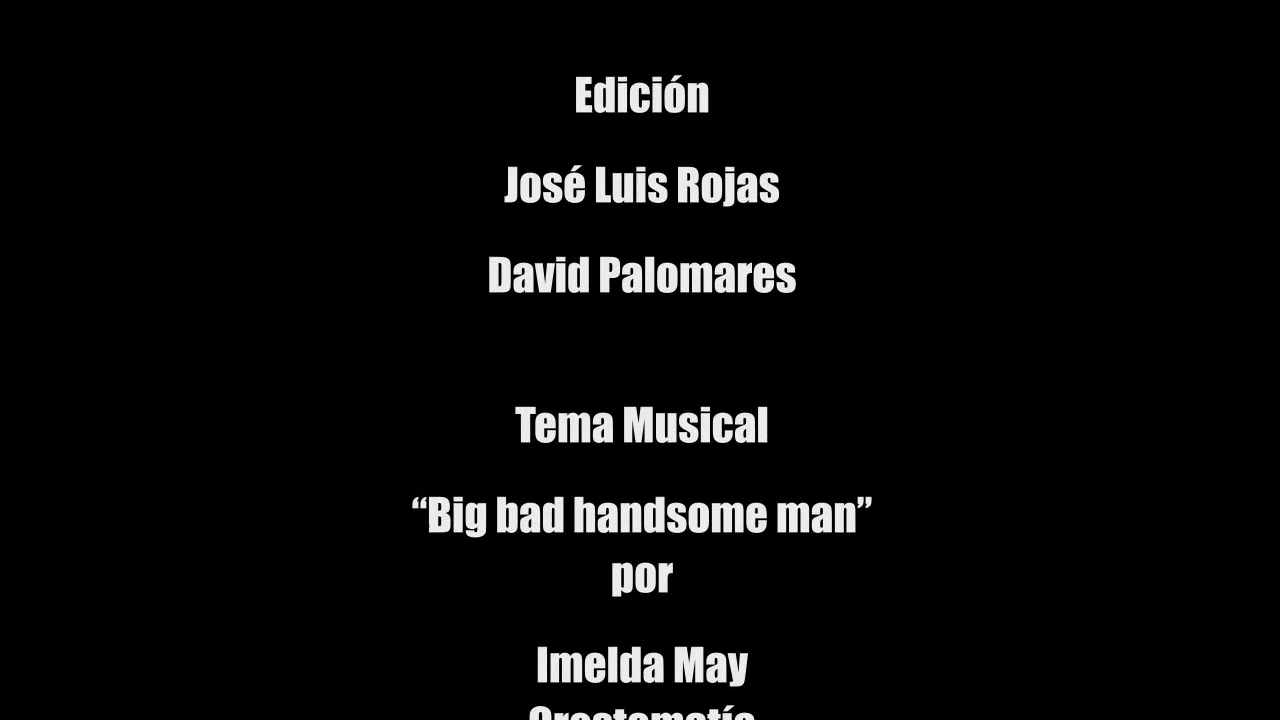 Edición
José Luis Rojas
David Palomares
Tema Musical
“Big bad handsome man”
por
Imelda May